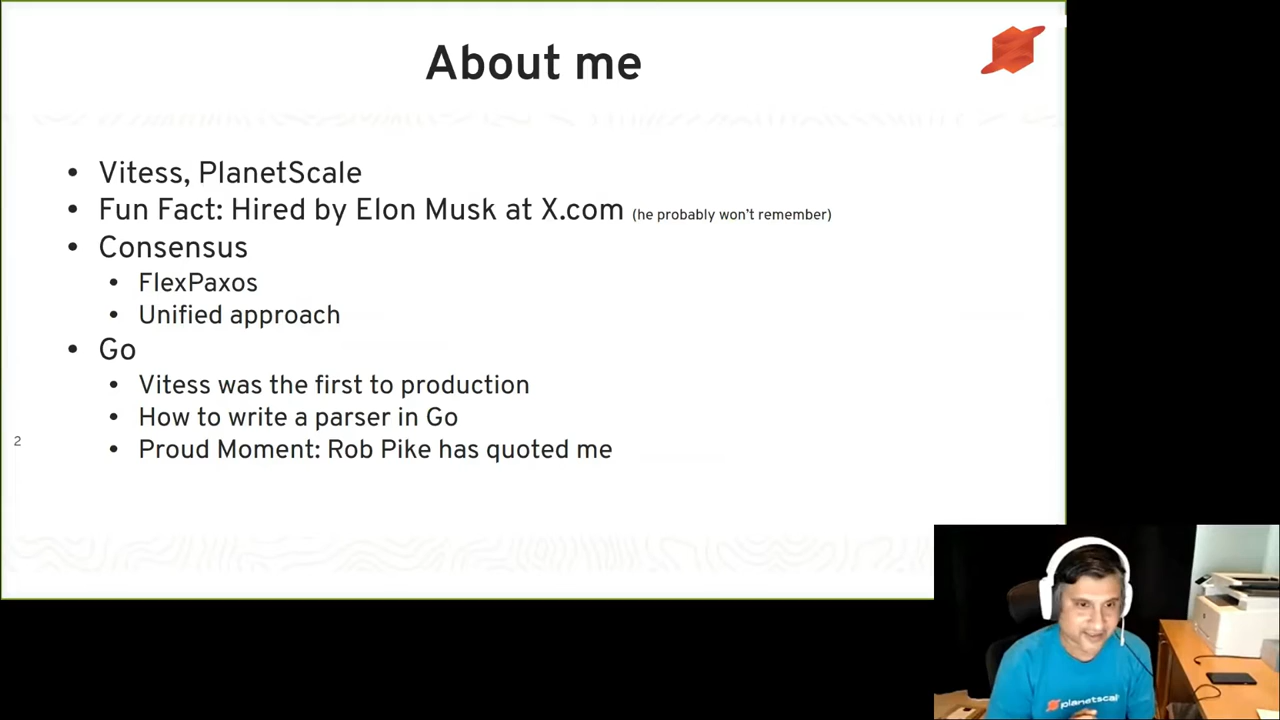 About me
Vitess, PlanetScale
Fun Fact: Hired by Elon Musk at X.com (he probably won't remember)
Consensus
FlexPaxos
Unified approach
Go
Vitess was the first to production
How to write a parser in Go
2
Proud Moment: Rob Pike has quoted me
planetscal